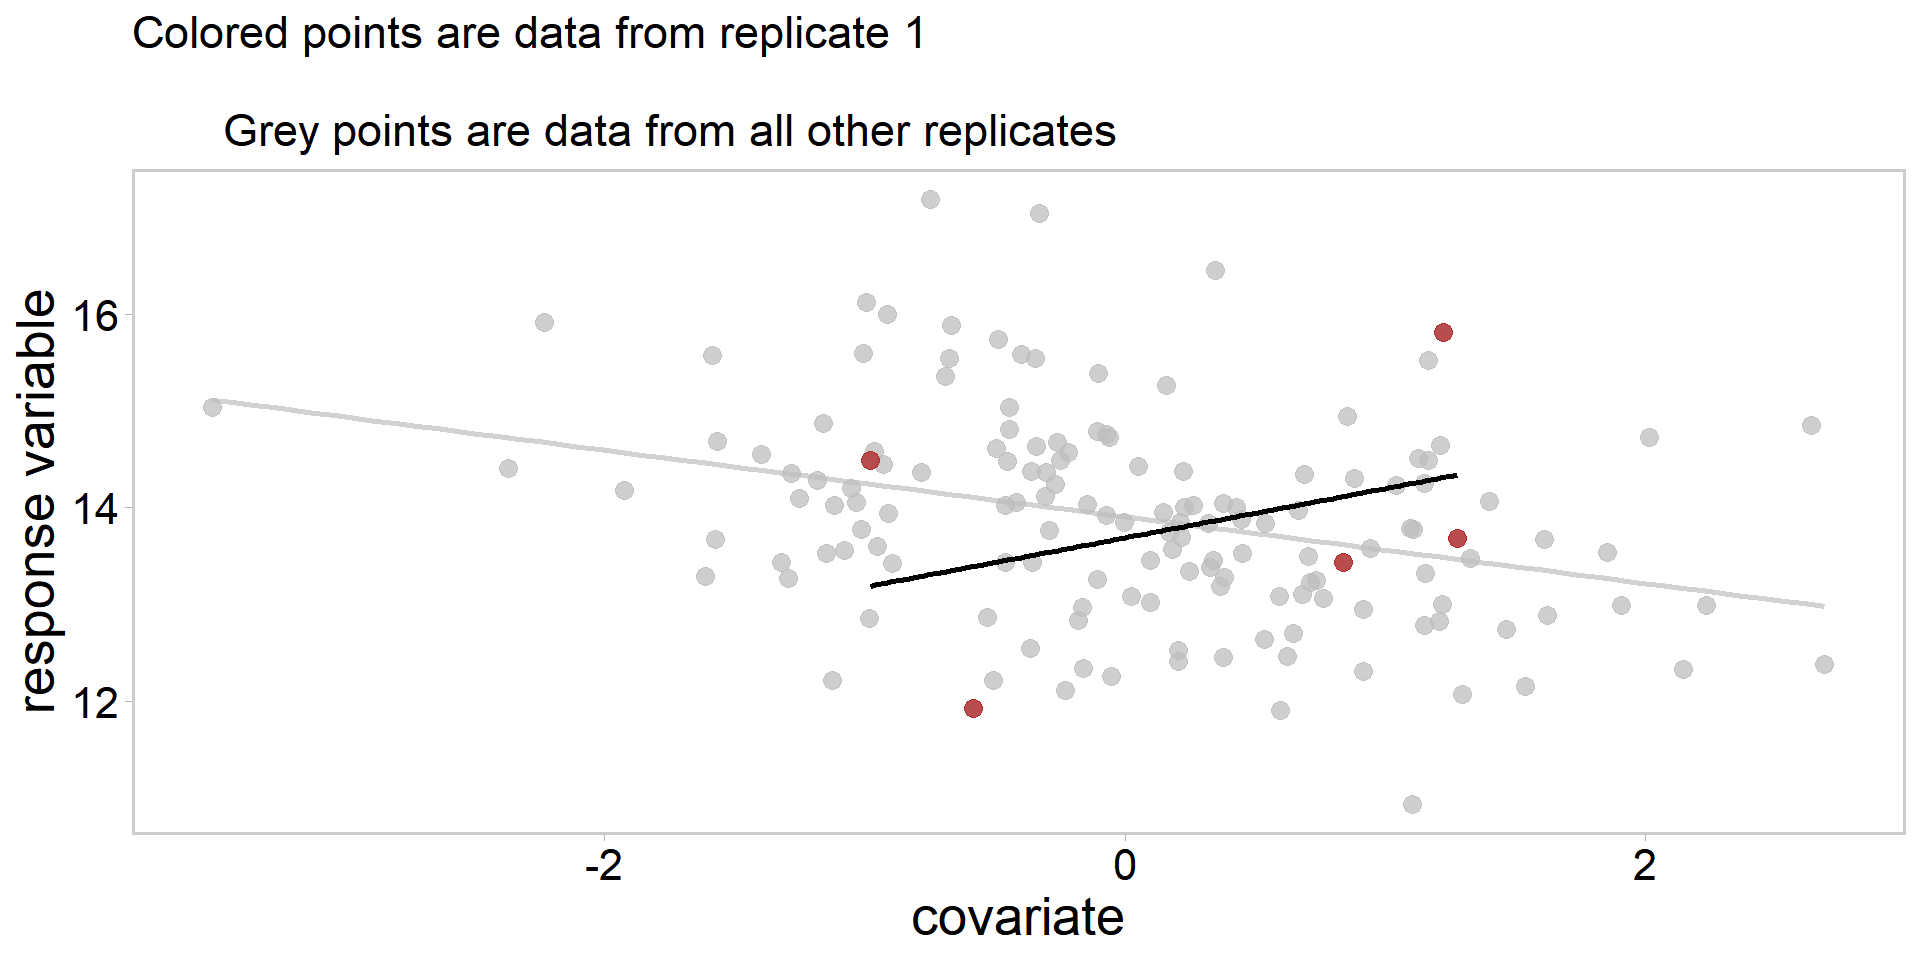 Colored points are data from replicate 1
Grey points are data from all other replicates
response variable
16
14
12
-2
0
2
covariate